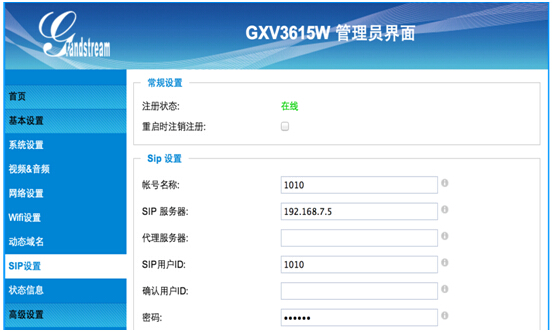 Grandstream
GXV3615W 管理员界面
首页
基本设置
系统设置
视频&音频
网络设置
Wifi设置
动态域名
SIP设置
状态信息
高级设置
常规设置
注册状态: 在线
重启时注销注册:
Sip 设置
帐号名称: 1010
SIP 服务器: 192.168.7.5
代理服务器:
SIP用户ID: 1010
确认用户ID:
密码: ••••••